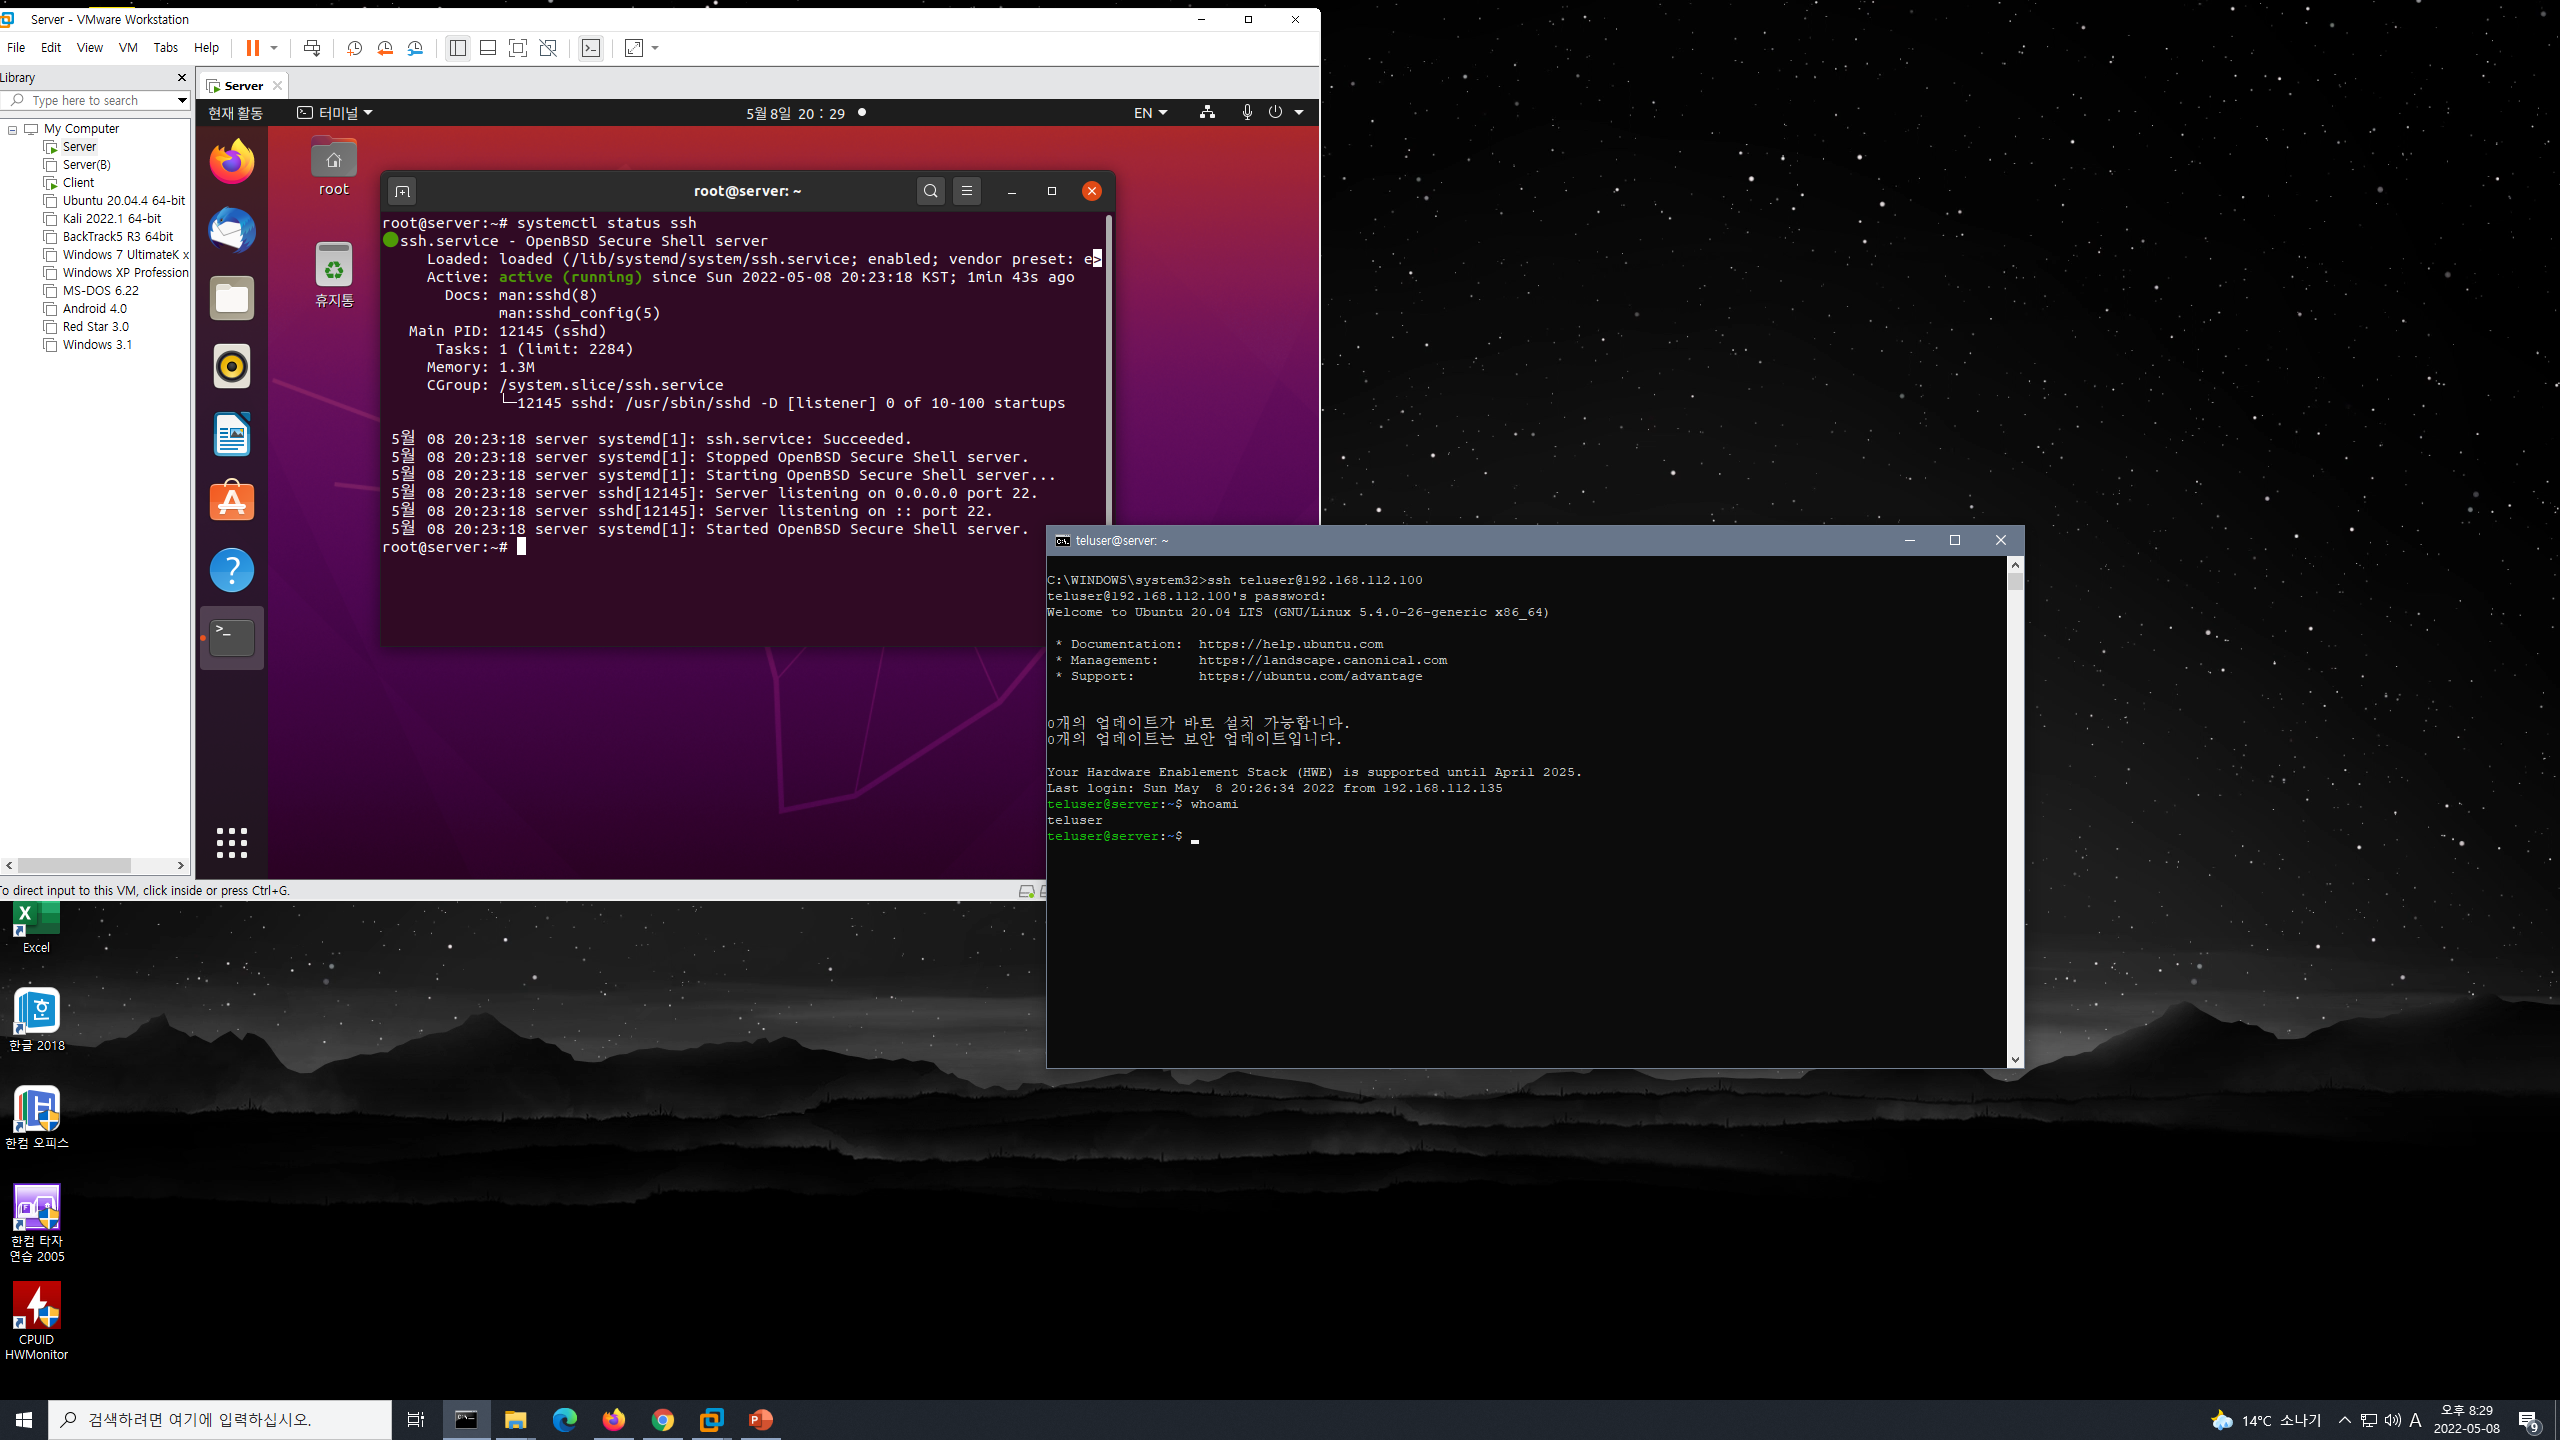 Server - VMware Workstation
File Edit View VM Tabs Help
Library
Type here to search
My Computer
Server
Server(B)
Client
Ubuntu 20.04.4 64-bit
Kali 2022.1 64-bit
BackTrack5 R3 64bit
Windows 7 UltimateK x
Windows XP Profession
MS-DOS 6.22
Android 4.0
Red Star 3.0
Windows 3.1
Server
현재 활동 터미널 5월 8일 20 : 29 EN
root
휴지통
root@server: ~
root@server:~# systemctl status ssh
ssh.service - OpenBSD Secure Shell server
Loaded: loaded (/lib/systemd/system/ssh.service; enabled; vendor preset: e>
Active: active (running) since Sun 2022-05-08 20:23:18 KST; 1min 43s ago
Docs: man:sshd(8)
man:sshd_config(5)
Main PID: 12145 (sshd)
Tasks: 1 (limit: 2284)
Memory: 1.3M
CGroup: /system.slice/ssh.service
└─12145 sshd: /usr/sbin/sshd -D [listener] 0 of 10-100 startups
5월 08 20:23:18 server systemd[1]: ssh.service: Succeeded.
5월 08 20:23:18 server systemd[1]: Stopped OpenBSD Secure Shell server.
5월 08 20:23:18 server systemd[1]: Starting OpenBSD Secure Shell server...
5월 08 20:23:18 server sshd[12145]: Server listening on 0.0.0.0 port 22.
5월 08 20:23:18 server sshd[12145]: Server listening on :: port 22.
5월 08 20:23:18 server systemd[1]: Started OpenBSD Secure Shell server.
root@server:~#
To direct input to this VM, click inside or press Ctrl+G.
teluser@server: ~
C:\WINDOWS\system32>ssh teluser@192.168.112.100
teluser@192.168.112.100's password:
Welcome to Ubuntu 20.04 LTS (GNU/Linux 5.4.0-26-generic x86_64)
* Documentation: https://help.ubuntu.com
* Management: https://landscape.canonical.com
* Support: https://ubuntu.com/advantage
0개의 업데이트가 바로 설치 가능합니다.
0개의 업데이트는 보안 업데이트입니다.
Your Hardware Enablement Stack (HWE) is supported until April 2025.
Last login: Sun May 8 20:26:34 2022 from 192.168.112.135
teluser@server:~$ whoami
teluser
teluser@server:~$
Excel
한글 2018
한컴 오피스
한컴 타자
연습 2005
CPUID
HWMonitor
검색하려면 여기에 입력하십시오.
14°C 소나기
A
오후 8:29
2022-05-08
9